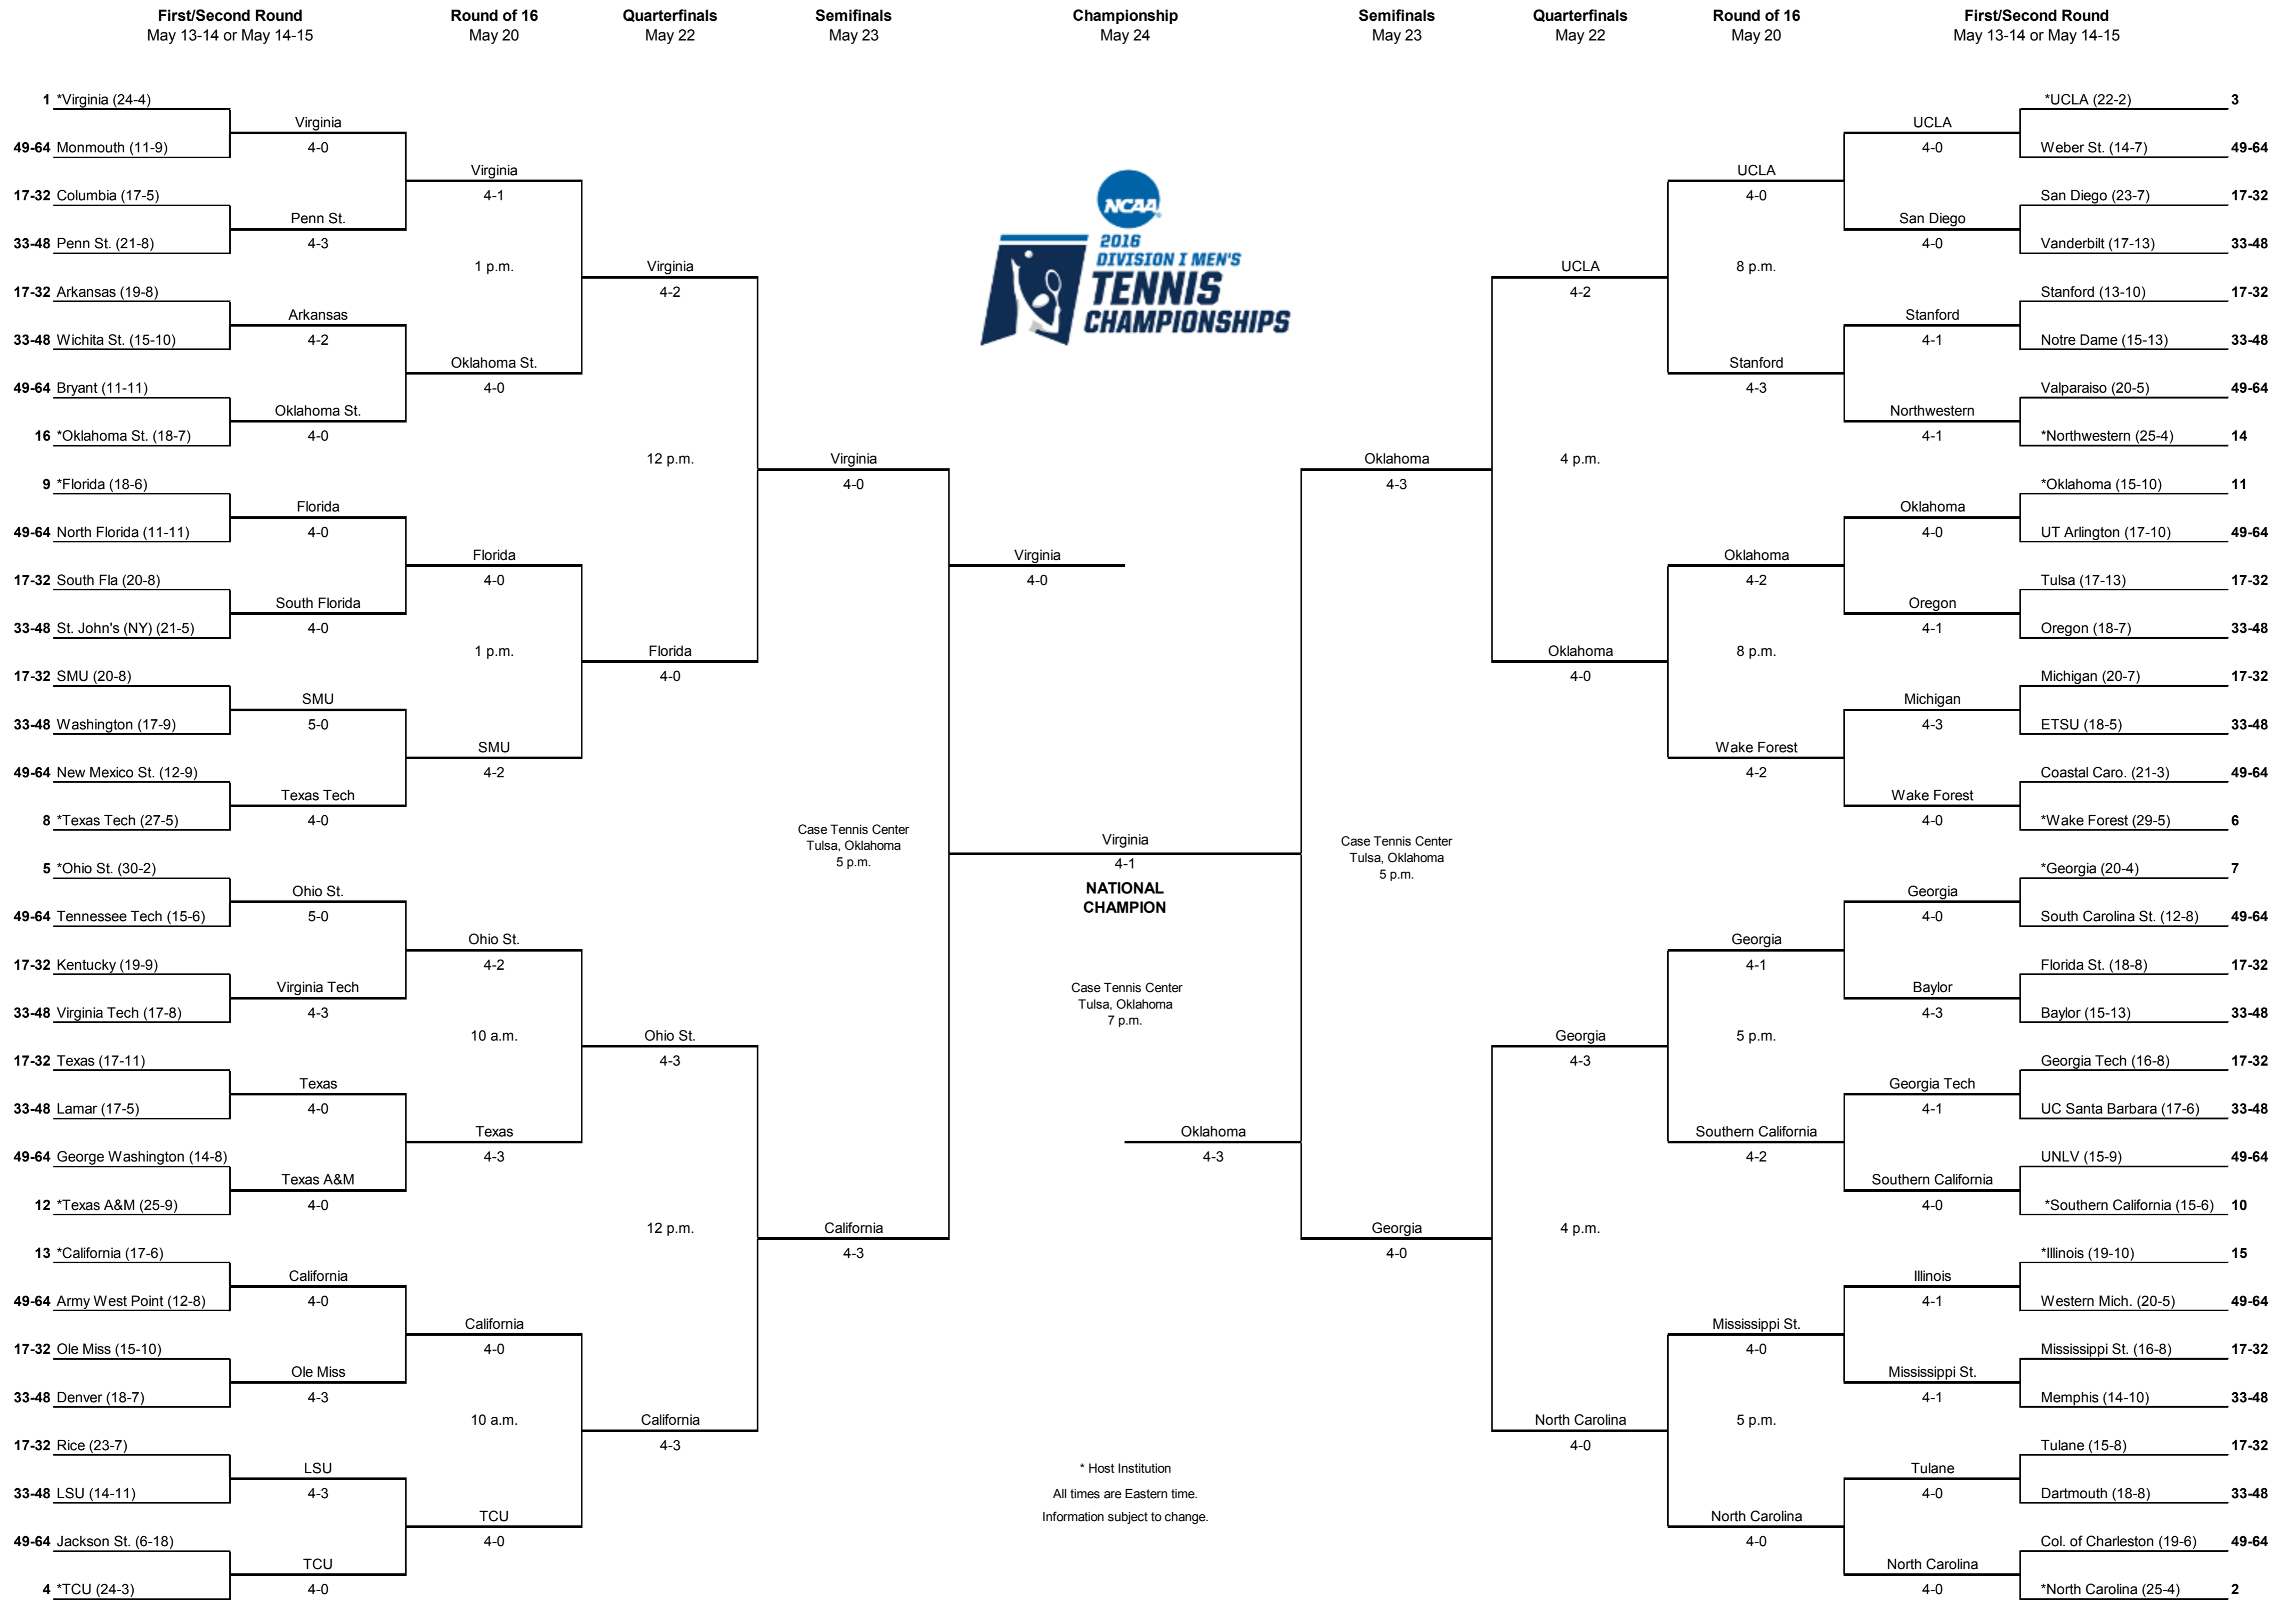 First/Second Round
May 13-14 or May 14-15
Round of 16
May 20
Quarterfinals
May 22
Semifinals
May 23
Championship
May 24
Semifinals
May 23
Quarterfinals
May 22
Round of 16
May 20
First/Second Round
May 13-14 or May 14-15
1 *Virginia (24-4)
49-64 Monmouth (11-9)
17-32 Columbia (17-5)
33-48 Penn St. (21-8)
17-32 Arkansas (19-8)
33-48 Wichita St. (15-10)
49-64 Bryant (11-11)
16 *Oklahoma St. (18-7)
9 *Florida (18-6)
49-64 North Florida (11-11)
17-32 South Fla (20-8)
33-48 St. John's (NY) (21-5)
17-32 SMU (20-8)
33-48 Washington (17-9)
49-64 New Mexico St. (12-9)
8 *Texas Tech (27-5)
5 *Ohio St. (30-2)
49-64 Tennessee Tech (15-6)
17-32 Kentucky (19-9)
33-48 Virginia Tech (17-8)
17-32 Texas (17-11)
33-48 Lamar (17-5)
49-64 George Washington (14-8)
12 *Texas A&M (25-9)
13 *California (17-6)
49-64 Army West Point (12-8)
17-32 Ole Miss (15-10)
33-48 Denver (18-7)
17-32 Rice (23-7)
33-48 LSU (14-11)
49-64 Jackson St. (6-18)
4 *TCU (24-3)
Virginia
4-0
Penn St.
4-3
Arkansas
4-2
Oklahoma St.
4-0
Florida
4-0
South Florida
4-0
SMU
5-0
Texas Tech
4-0
Ohio St.
5-0
Virginia Tech
4-3
Texas
4-0
Texas A&M
4-0
California
4-0
Ole Miss
4-3
LSU
4-3
TCU
4-0
Virginia
4-1
1 p.m.
Oklahoma St.
4-0
Florida
4-0
1 p.m.
SMU
4-2
Ohio St.
4-2
10 a.m.
Texas
4-3
California
4-0
10 a.m.
TCU
4-0
Virginia
4-2
12 p.m.
Florida
4-0
Ohio St.
4-3
12 p.m.
California
4-3
Virginia
4-0
Case Tennis Center
Tulsa, Oklahoma
5 p.m.
California
4-3
NCAA
2016
DIVISION I MEN'S
TENNIS
CHAMPIONSHIPS
Virginia
4-0
Virginia
4-1
NATIONAL
CHAMPION
Case Tennis Center
Tulsa, Oklahoma
7 p.m.
Oklahoma
4-3
* Host Institution
All times are Eastern time.
Information subject to change.
Oklahoma
4-3
Case Tennis Center
Tulsa, Oklahoma
5 p.m.
Georgia
4-0
UCLA
4-2
4 p.m.
Oklahoma
4-0
Georgia
4-3
4 p.m.
North Carolina
4-0
UCLA
4-0
8 p.m.
Stanford
4-3
Oklahoma
4-2
8 p.m.
Wake Forest
4-2
Georgia
4-1
5 p.m.
Southern California
4-2
Mississippi St.
4-0
5 p.m.
North Carolina
4-0
UCLA
4-0
San Diego
4-0
Stanford
4-1
Northwestern
4-1
Oklahoma
4-0
Oregon
4-1
Michigan
4-3
Wake Forest
4-0
Georgia
4-0
Baylor
4-3
Georgia Tech
4-1
Southern California
4-0
Illinois
4-1
Mississippi St.
4-1
Tulane
4-0
North Carolina
4-0
*UCLA (22-2) 3
Weber St. (14-7) 49-64
San Diego (23-7) 17-32
Vanderbilt (17-13) 33-48
Stanford (13-10) 17-32
Notre Dame (15-13) 33-48
Valparaiso (20-5) 49-64
*Northwestern (25-4) 14
*Oklahoma (15-10) 11
UT Arlington (17-10) 49-64
Tulsa (17-13) 17-32
Oregon (18-7) 33-48
Michigan (20-7) 17-32
ETSU (18-5) 33-48
Coastal Caro. (21-3) 49-64
*Wake Forest (29-5) 6
*Georgia (20-4) 7
South Carolina St. (12-8) 49-64
Florida St. (18-8) 17-32
Baylor (15-13) 33-48
Georgia Tech (16-8) 17-32
UC Santa Barbara (17-6) 33-48
UNLV (15-9) 49-64
*Southern California (15-6) 10
*Illinois (19-10) 15
Western Mich. (20-5) 49-64
Mississippi St. (16-8) 17-32
Memphis (14-10) 33-48
Tulane (15-8) 17-32
Dartmouth (18-8) 33-48
Col. of Charleston (19-6) 49-64
*North Carolina (25-4) 2